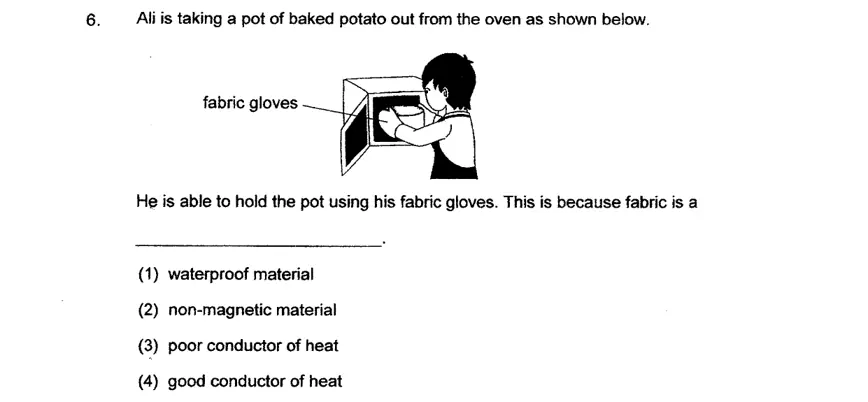 6. Ali is taking a pot of baked potato out from the oven as shown below.
fabric gloves
He is able to hold the pot using his fabric gloves. This is because fabric is a
________________________.
(1) waterproof material
(2) non-magnetic material
(3) poor conductor of heat
(4) good conductor of heat